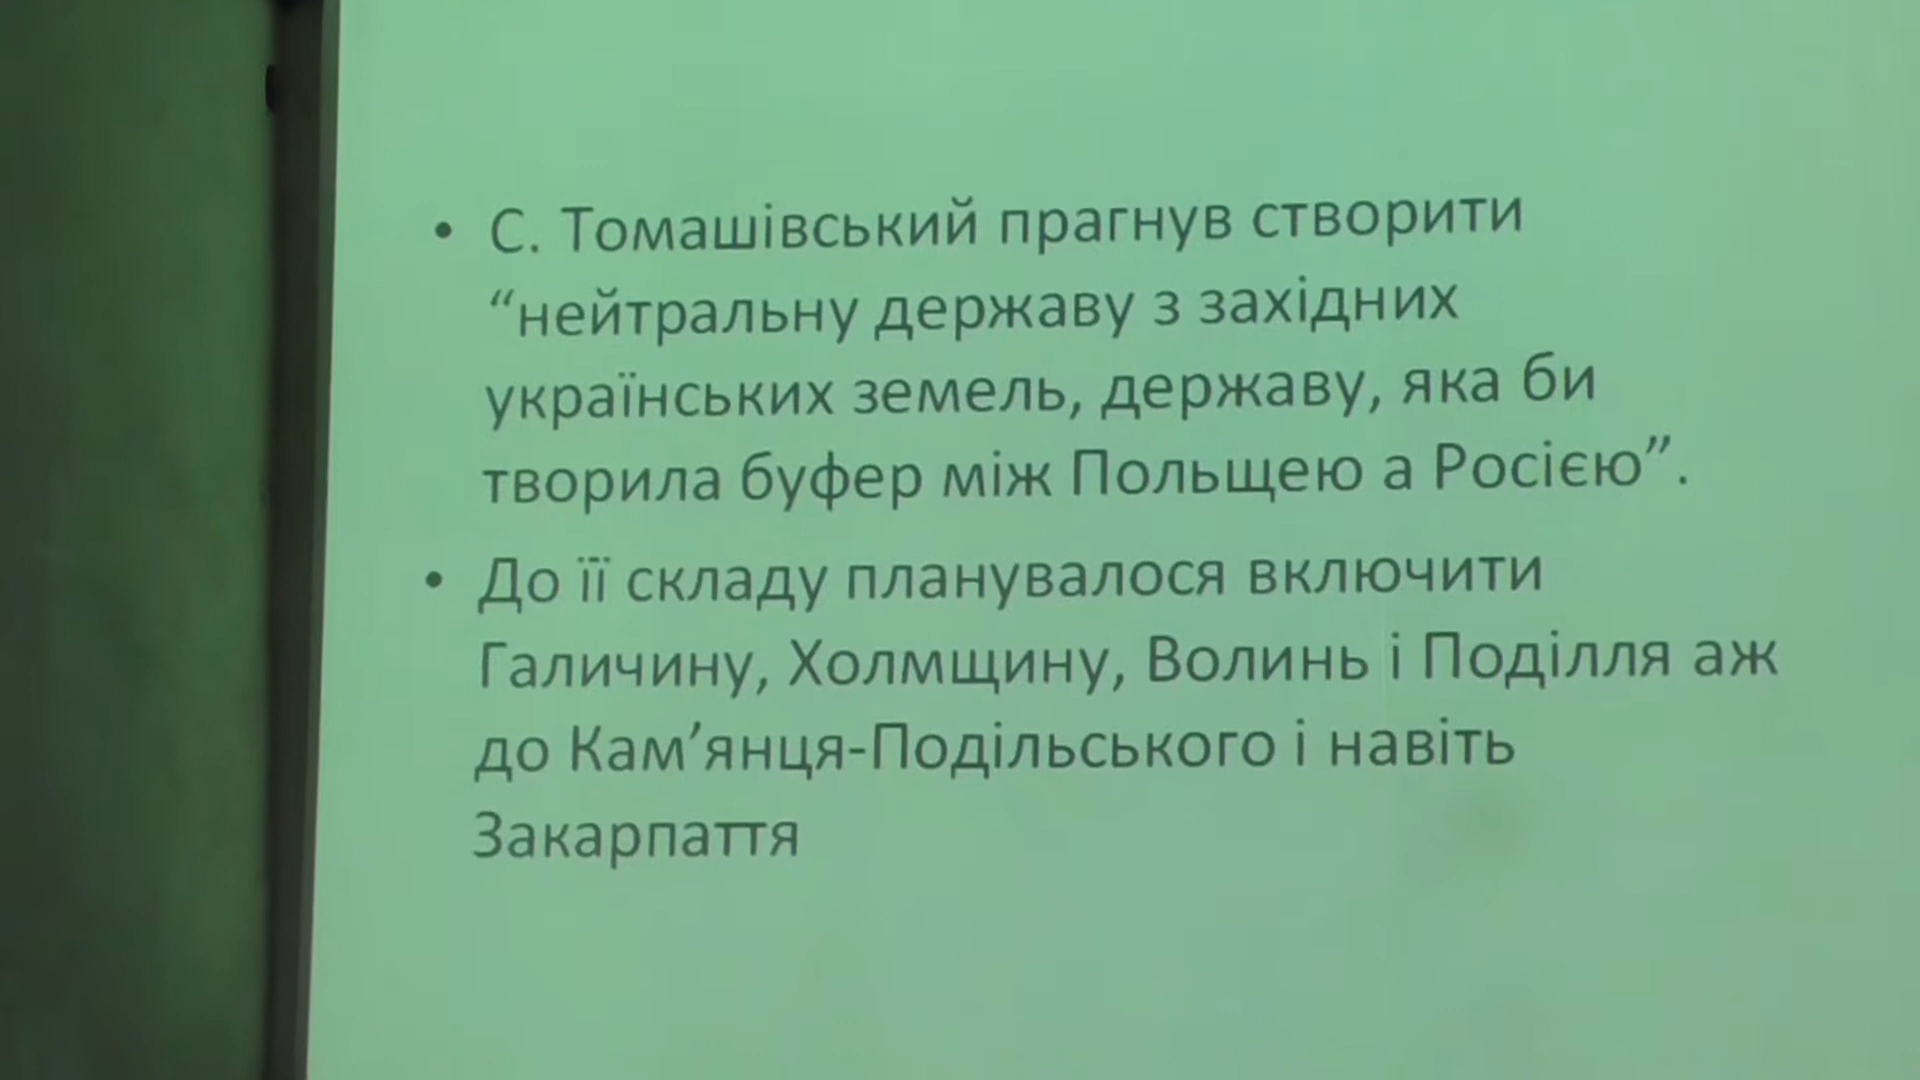 • С. Томашівський прагнув створити
“нейтральну державу з західних
українських земель, державу, яка би
творила буфер між Польщею а Росією”.
• До її складу планувалося включити
Галичину, Холмщину, Волинь і Поділля аж
до Кам’янця-Подільського і навіть
Закарпаття